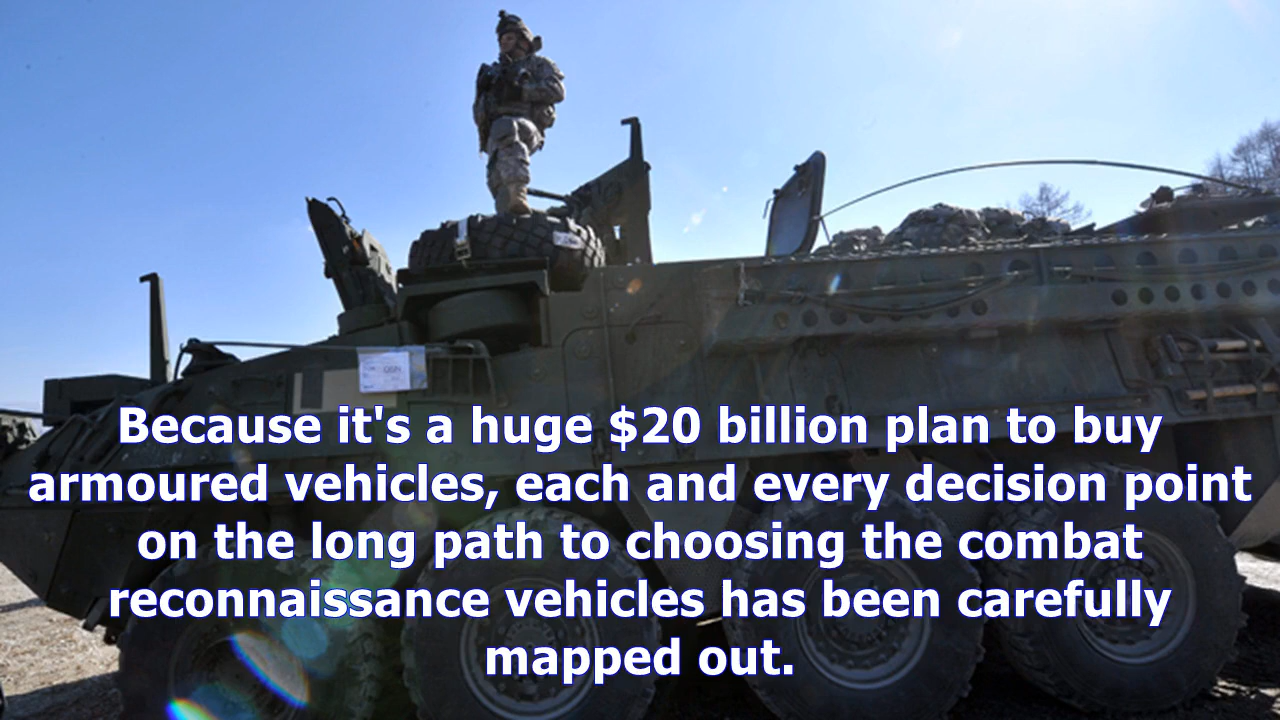 Because it's a huge $20 billion plan to buy
armoured vehicles, each and every decision point
on the long path to choosing the combat
reconnaissance vehicles has been carefully
mapped out.